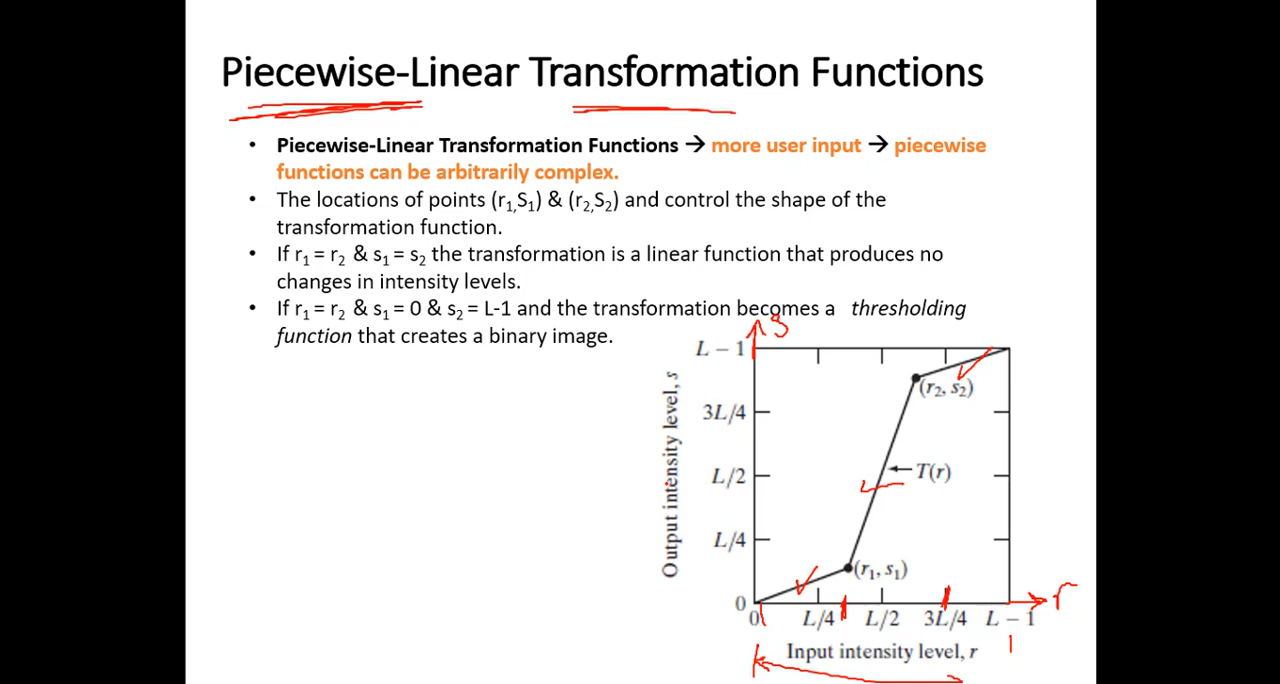 Piecewise-Linear Transformation Functions
• Piecewise-Linear Transformation Functions → more user input → piecewise
functions can be arbitrarily complex.
• The locations of points (r₁,S₁) & (r₂,S₂) and control the shape of the
transformation function.
• If r₁ = r₂ & s₁ = s₂ the transformation is a linear function that produces no
changes in intensity levels.
• If r₁ = r₂ & s₁ = 0 & s₂ = L-1 and the transformation becomes a thresholding
function that creates a binary image.
s
L – 1
(r₂, s₂)
3L/4
Output intensity level, s
L/2
T(r)
L/4
(r₁, s₁)
0
r
0 L/4 L/2 3L/4 L – 1
Input intensity level, r